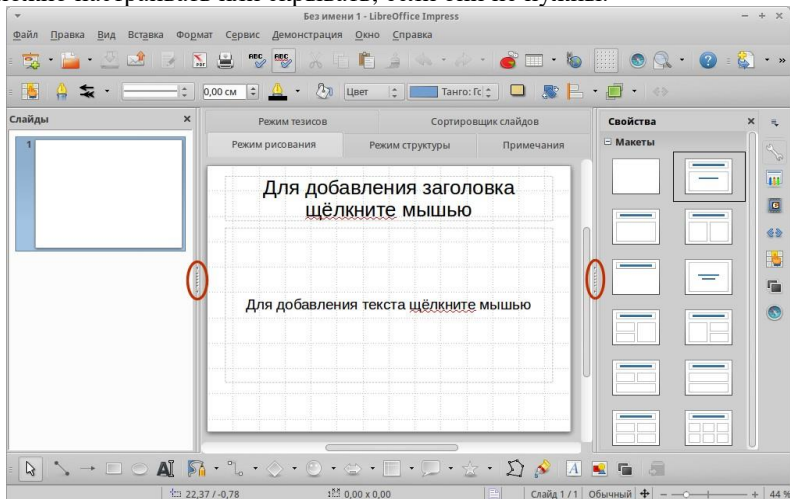 Без имени 1 - LibreOffice Impress
Файл Правка Вид Вставка Формат Сервис Демонстрация Окно Справка
0,00 см Цвет Танго: Гс
Слайды
Режим тезисов Сортировщик слайдов
Свойства
Режим рисования Режим структуры Примечания
Макеты
1
Для добавления заголовка
щёлкните мышью
Для добавления текста щёлкните мышью
22,37 / -0,78 0,00 x 0,00 Слайд 1 / 1 Обычный 44 %